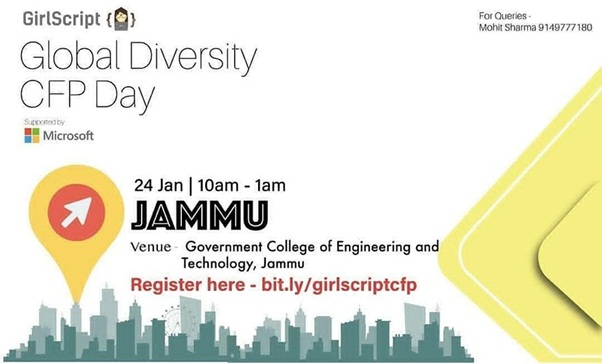 GirlScript
For Queries -
Mohit Sharma 9149777180
Global Diversity
CFP Day
Supported by
Microsoft
24 Jan | 10am - 1am
JAMMU
Venue - Government College of Engineering and
Technology, Jammu
Register here - bit.ly/girlscriptcfp